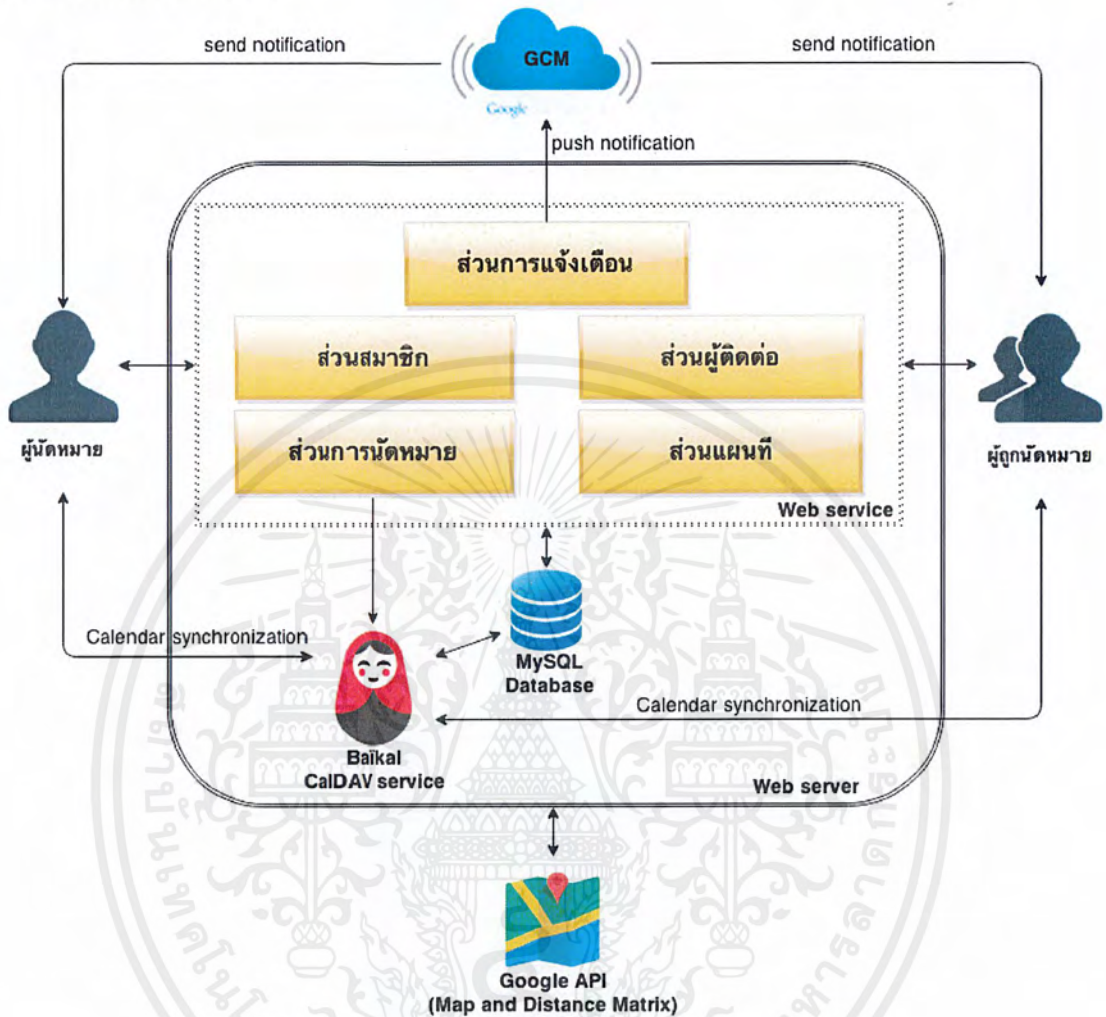 send notification
GCM
send notification
Google
push notification
ส่วนการแจ้งเตือน
ส่วนสมาชิก
ส่วนผู้ติดต่อ
ส่วนการนัดหมาย
ส่วนแผนที่
Web service
ผู้นัดหมาย
ผู้ถูกนัดหมาย
Calendar synchronization
MySQL
Database
Calendar synchronization
Baïkal
CalDAV service
Web server
Google API
(Map and Distance Matrix)